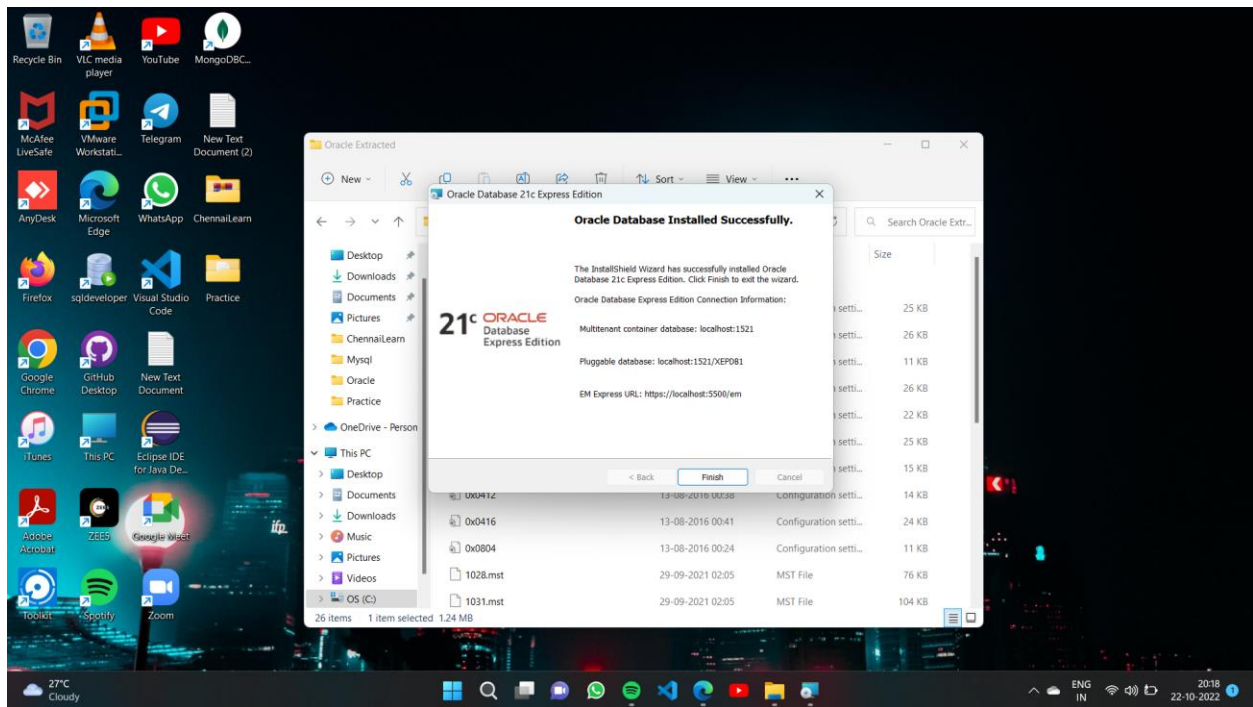 Recycle Bin
VLC media
player
YouTube
MongoDBC...
McAfee
LiveSafe
VMware
Workstati...
Telegram
New Text
Document (2)
AnyDesk
Microsoft
Edge
WhatsApp
ChennaiLearn
Firefox
sqldeveloper
Visual Studio
Code
Practice
Google
Chrome
GitHub
Desktop
New Text
Document
iTunes
This PC
Eclipse IDE
for Java De...
Adobe
Acrobat
ZEE5
Google Meet
Toolkit
Spotify
Zoom
ifp
Oracle Extracted
New
Sort
View
Search Oracle Extr...
Desktop
Downloads
Documents
Pictures
ChennaiLearn
Mysql
Oracle
Practice
OneDrive - Person
This PC
Desktop
Documents
Downloads
Music
Pictures
Videos
OS (C:)
Size
setti... 25 KB
setti... 26 KB
setti... 11 KB
setti... 26 KB
setti... 22 KB
setti... 25 KB
setti... 15 KB
0x0412 13-08-2016 00:38 Configuration setti... 14 KB
0x0416 13-08-2016 00:41 Configuration setti... 24 KB
0x0804 13-08-2016 00:24 Configuration setti... 11 KB
1028.mst 29-09-2021 02:05 MST File 76 KB
1031.mst 29-09-2021 02:05 MST File 104 KB
26 items 1 item selected 1.24 MB
Oracle Database 21c Express Edition
Oracle Database Installed Successfully.
The InstallShield Wizard has successfully installed Oracle
Database 21c Express Edition. Click Finish to exit the wizard.
Oracle Database Express Edition Connection Information:
Multitenant container database: localhost:1521
Pluggable database: localhost:1521/XEPDB1
EM Express URL: https://localhost:5500/em
21c ORACLE
Database
Express Edition
< Back Finish Cancel
27°C
Cloudy
ENG
IN
20:18
22-10-2022
1